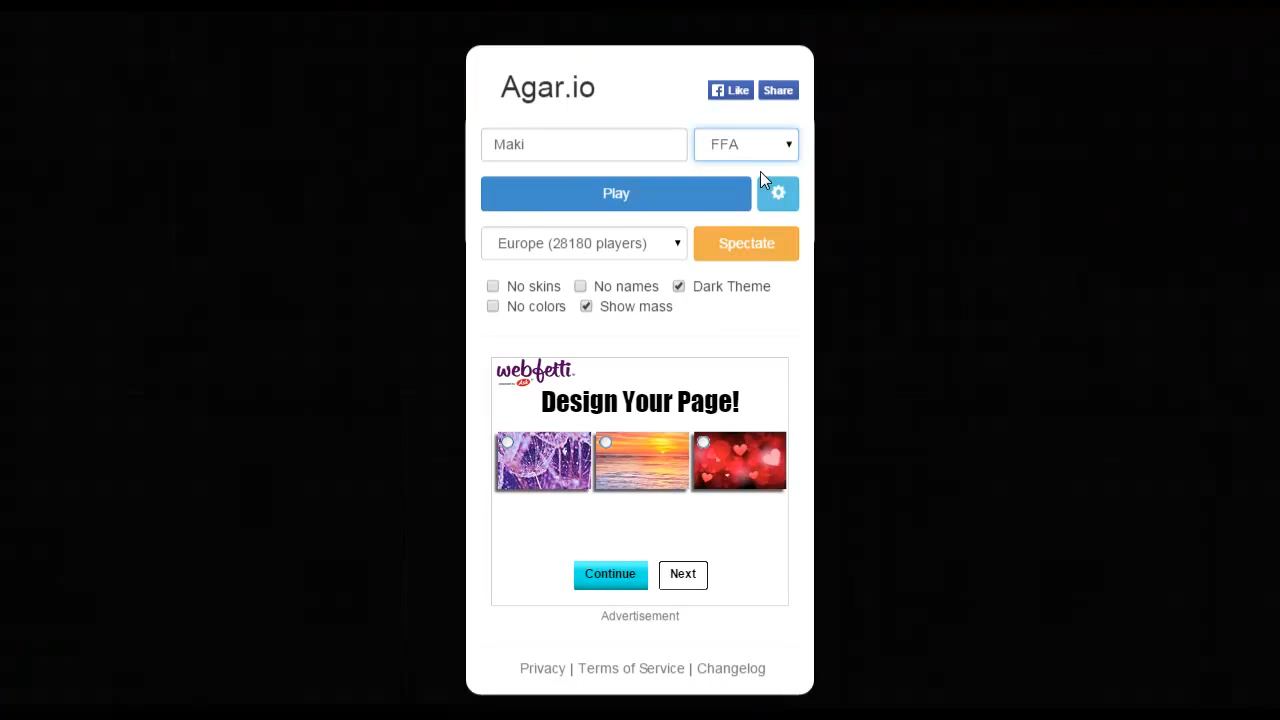 Agar.io
Like Share
Maki FFA
Play
Europe (28180 players) Spectate
No skins No names Dark Theme
No colors Show mass
webfetti
Design Your Page!
Continue Next
Advertisement
Privacy | Terms of Service | Changelog